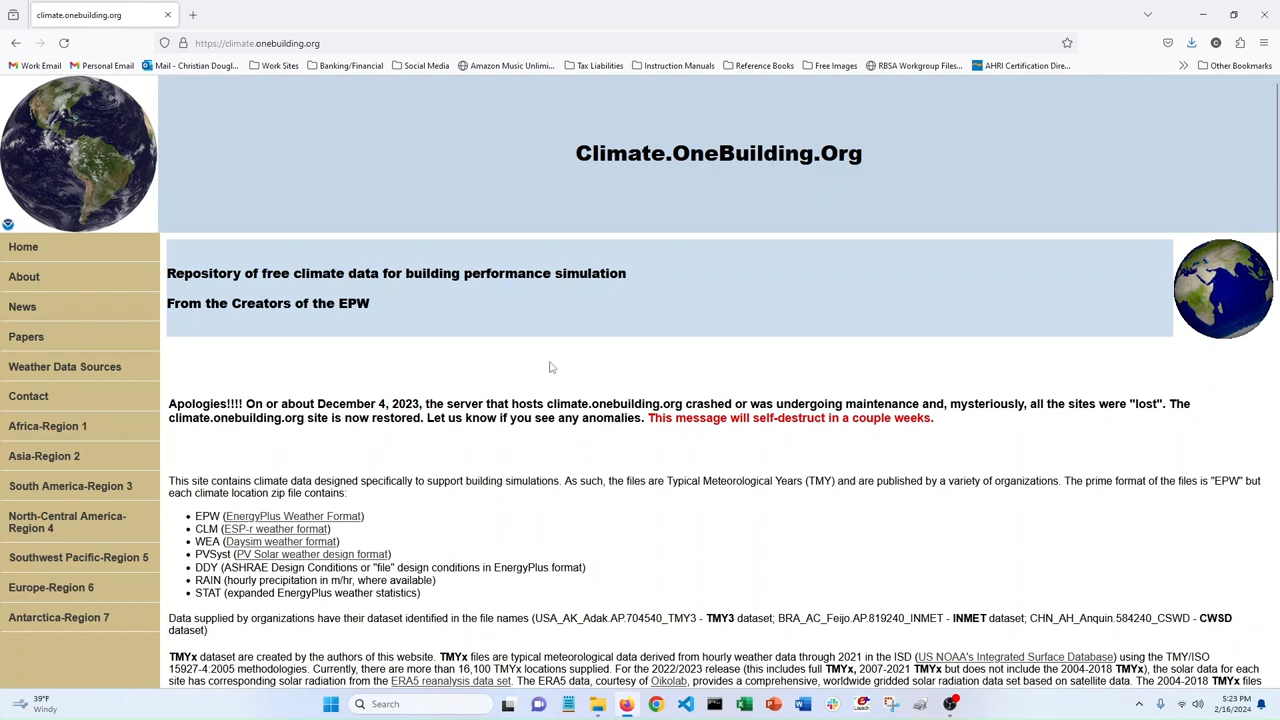 climate.onebuilding.org
https://climate.onebuilding.org
Work Email Personal Email Mail - Christian Dougl... Work Sites Banking/Financial Social Media Amazon Music Unlimi... Tax Liabilities Instruction Manuals Reference Books Free Images RBSA Workgroup Files... AHRI Certification Dire... Other Bookmarks
Climate.OneBuilding.Org
Home
About
News
Papers
Weather Data Sources
Contact
Africa-Region 1
Asia-Region 2
South America-Region 3
North-Central America-
Region 4
Southwest Pacific-Region 5
Europe-Region 6
Antarctica-Region 7
Repository of free climate data for building performance simulation
From the Creators of the EPW
Apologies!!!! On or about December 4, 2023, the server that hosts climate.onebuilding.org crashed or was undergoing maintenance and, mysteriously, all the sites were "lost". The
climate.onebuilding.org site is now restored. Let us know if you see any anomalies. This message will self-destruct in a couple weeks.
This site contains climate data designed specifically to support building simulations. As such, the files are Typical Meteorological Years (TMY) and are published by a variety of organizations. The prime format of the files is "EPW" but
each climate location zip file contains:
• EPW (EnergyPlus Weather Format)
• CLM (ESP-r weather format)
• WEA (Daysim weather format)
• PVSyst (PV Solar weather design format)
• DDY (ASHRAE Design Conditions or "file" design conditions in EnergyPlus format)
• RAIN (hourly precipitation in m/hr, where available)
• STAT (expanded EnergyPlus weather statistics)
Data supplied by organizations have their dataset identified in the file names (USA_AK_Adak.AP.704540_TMY3 - TMY3 dataset; BRA_AC_Feijo.AP.819240_INMET - INMET dataset; CHN_AH_Anquin.584240_CSWD - CWSD
dataset)
TMYx dataset are created by the authors of this website. TMYx files are typical meteorological data derived from hourly weather data through 2021 in the ISD (US NOAA's Integrated Surface Database) using the TMY/ISO
15927-4:2005 methodologies. Currently, there are more than 16,100 TMYx locations supplied. For the 2022/2023 release (this includes full TMYx, 2007-2021 TMYx but does not include the 2004-2018 TMYx), the solar data for each
site has corresponding solar radiation from the ERA5 reanalysis data set. The ERA5 data, courtesy of Oikolab, provides a comprehensive, worldwide gridded solar radiation data set based on satellite data. The 2004-2018 TMYx files
39°F
Windy
Search
5:23 PM
2/16/2024